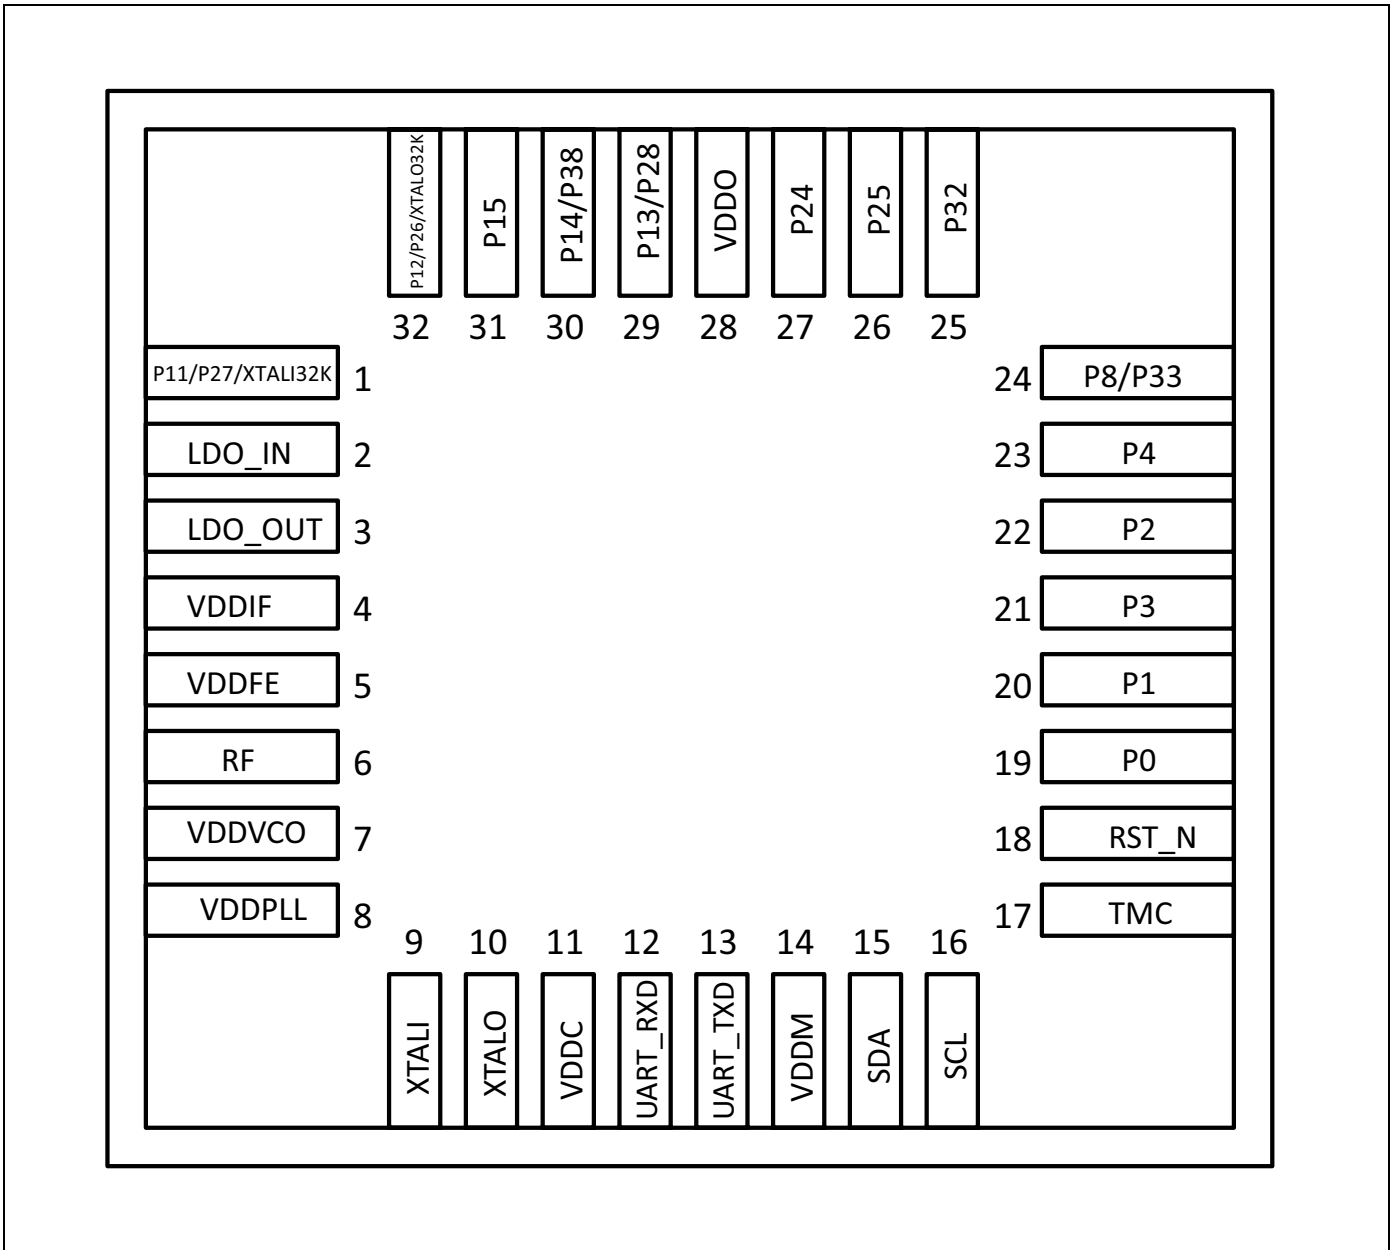 P12/P26/XTALO32K
P15
P14/P38
P13/P28
VDDO
P24
P25
P32
32 31 30 29 28 27 26 25
P11/P27/XTALI32K 1 24 P8/P33
LDO_IN 2 23 P4
LDO_OUT 3 22 P2
VDDIF 4 21 P3
VDDFE 5 20 P1
RF 6 19 P0
VDDVCO 7 18 RST_N
VDDPLL 8 17 TMC
9 10 11 12 13 14 15 16
XTALI
XTALO
VDDC
UART_RXD
UART_TXD
VDDM
SDA
SCL